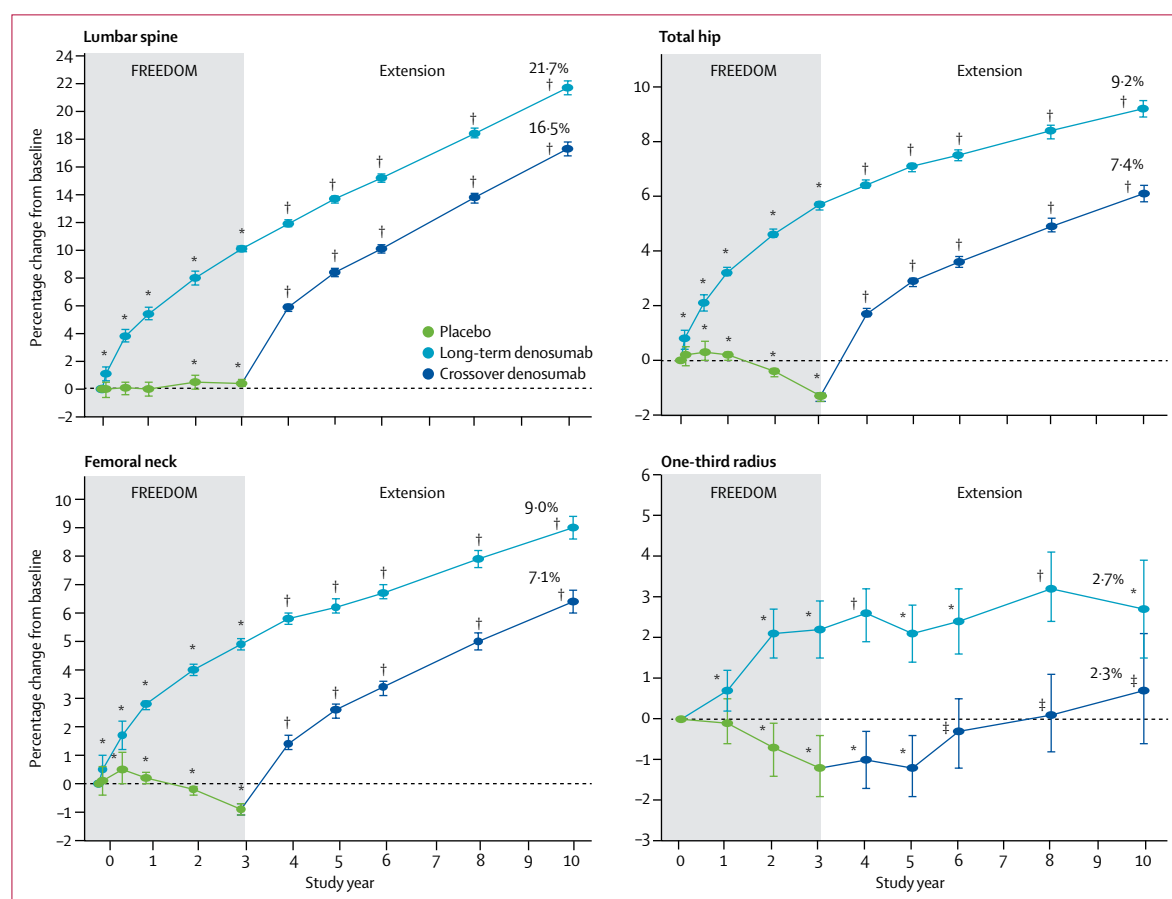 Lumbar spine
FREEDOM
Extension
Percentage change from baseline
24
22
20
18
16
14
12
10
8
6
4
2
0
–2
* * * * *
* *
† † † † †
† † † † †
21·7%
16·5%
Placebo
Long-term denosumab
Crossover denosumab
Total hip
10
8
6
4
2
0
–2
* * * * *
* * * *
† † † † †
† † † † †
9·2%
7·4%
Femoral neck
FREEDOM
Extension
Percentage change from baseline
10
9
8
7
6
5
4
3
2
1
0
–1
–2
* * * * *
* * * *
† † † † †
† † † † †
9·0%
7·1%
0 1 2 3 4 5 6 7 8 9 10
Study year
One-third radius
FREEDOM
Extension
6
5
4
3
2
1
0
–1
–2
–3
* * * † * * † *
* * * * ‡ ‡ ‡
2·7%
2·3%
0 1 2 3 4 5 6 7 8 9 10
Study year